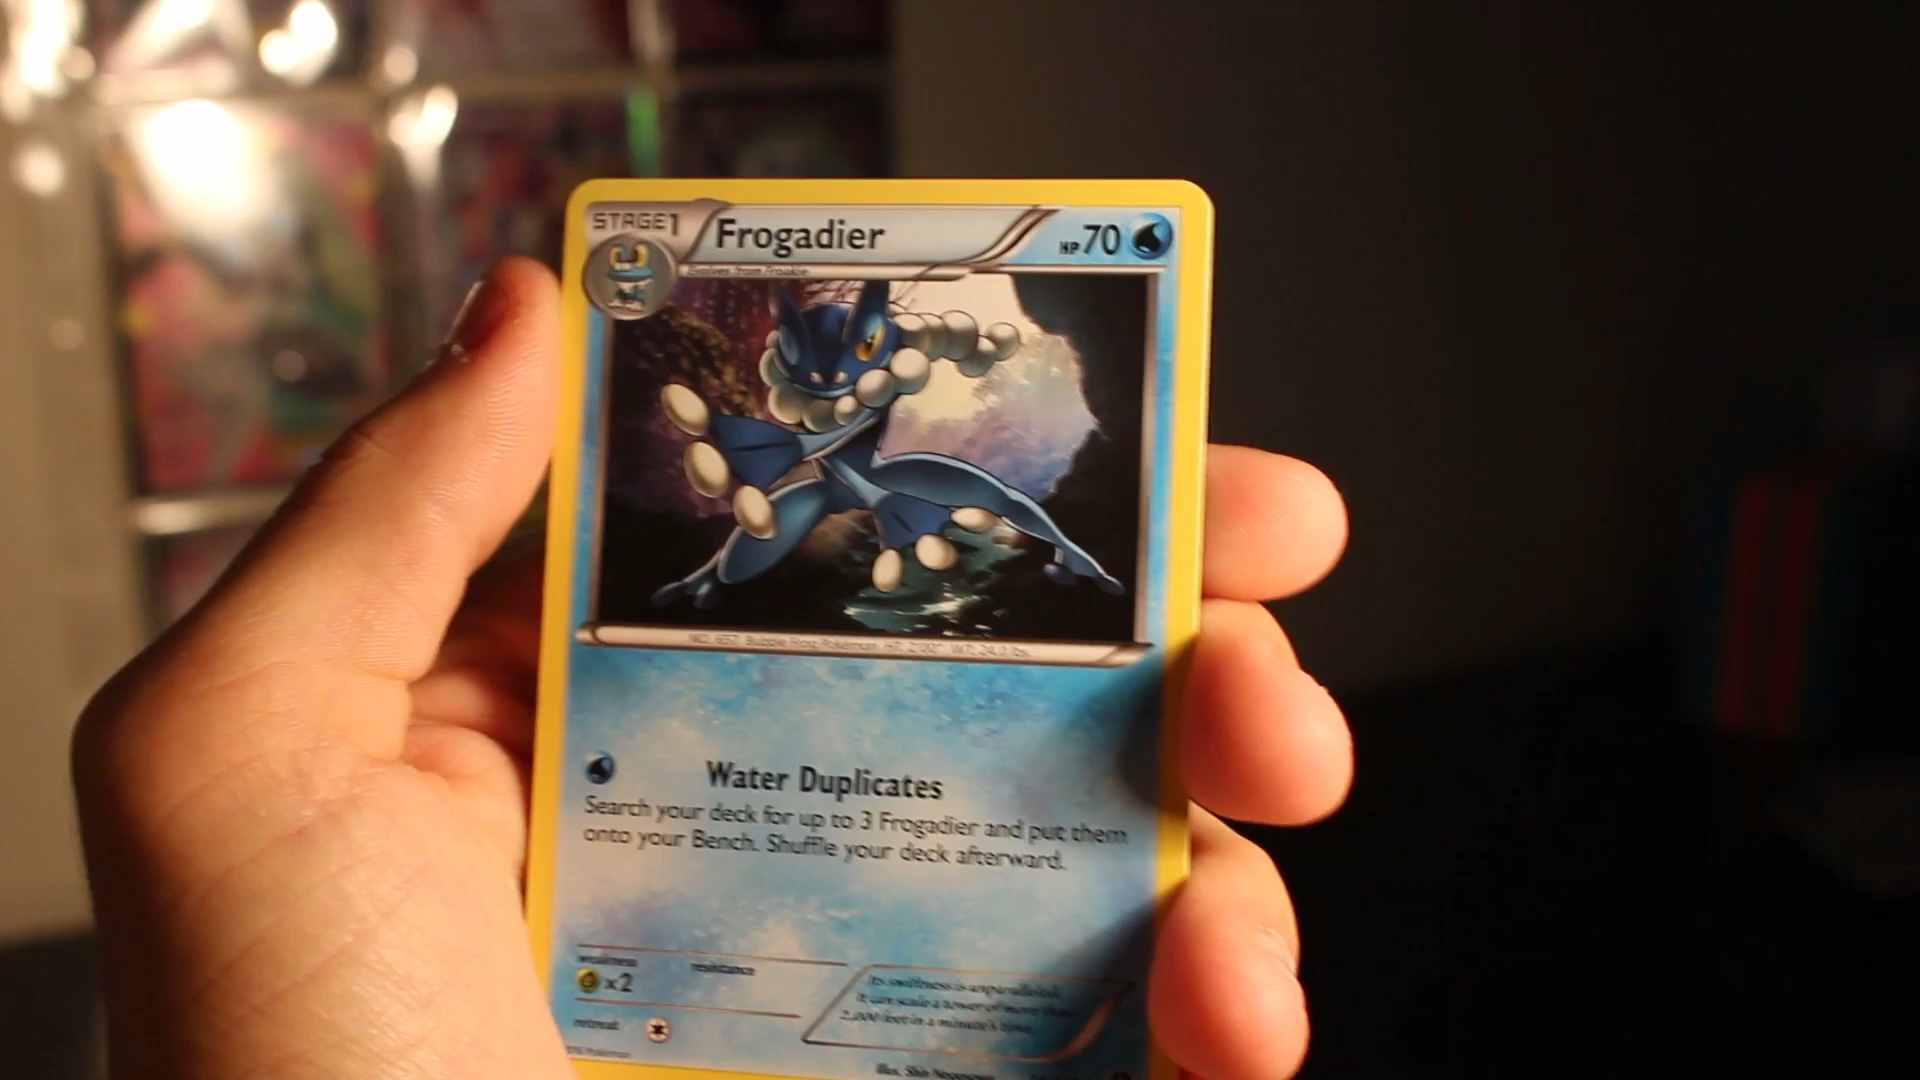 STAGE1 Frogadier HP70
Evolves from Froakie
NO. 657 Bubble Frog Pokémon HT: 2'00" WT: 24.0 lbs.
Water Duplicates
Search your deck for up to 3 Frogadier and put them
onto your Bench. Shuffle your deck afterward.
weakness resistance
x2
Its swiftness is unparalleled.
It can scale a tower of more than
2,000 feet in a minute's time.
retreat
Pokémon
Illus. Shin